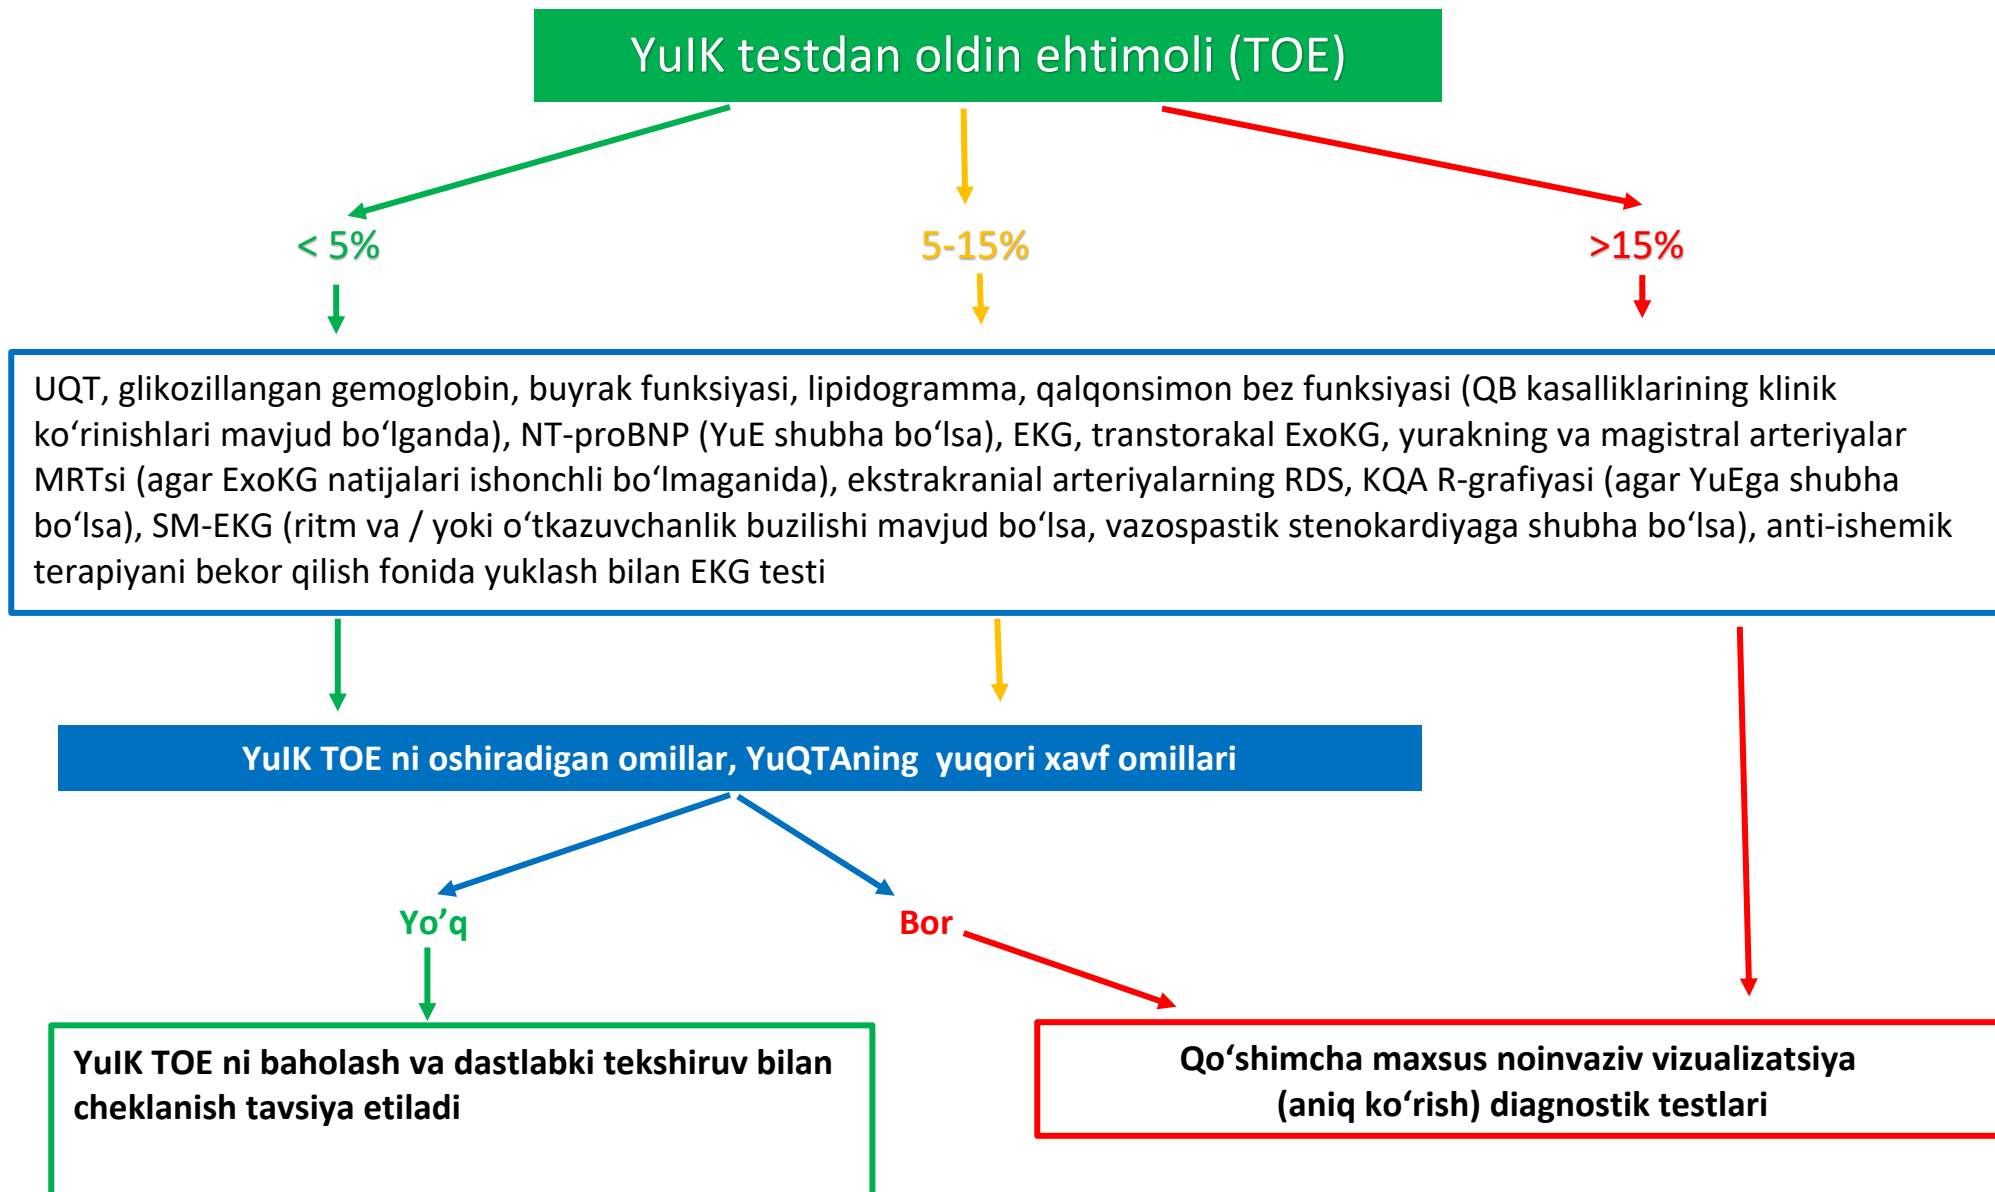 YuIK testdan oldin ehtimoli (TOE)
< 5%
5-15%
>15%
UQT, glikozillangan gemoglobin, buyrak funksiyasi, lipidogramma, qalqonsimon bez funksiyasi (QB kasalliklarining klinik
ko‘rinishlari mavjud bo‘lganda), NT-proBNP (YuE shubha bo‘lsa), EKG, transtorakal ExoKG, yurakning va magistral arteriyalar
MRTsi (agar ExoKG natijalari ishonchli bo‘lmaganida), ekstrakranial arteriyalarning RDS, KQA R-grafiyasi (agar YuEga shubha
bo‘lsa), SM-EKG (ritm va / yoki o‘tkazuvchanlik buzilishi mavjud bo‘lsa, vazospastik stenokardiyaga shubha bo‘lsa), anti-ishemik
terapiyani bekor qilish fonida yuklash bilan EKG testi
YuIK TOE ni oshiradigan omillar, YuQTAning yuqori xavf omillari
Yo’q
Bor
YuIK TOE ni baholash va dastlabki tekshiruv bilan
cheklanish tavsiya etiladi
Qo‘shimcha maxsus noinvaziv vizualizatsiya
(aniq ko‘rish) diagnostik testlari